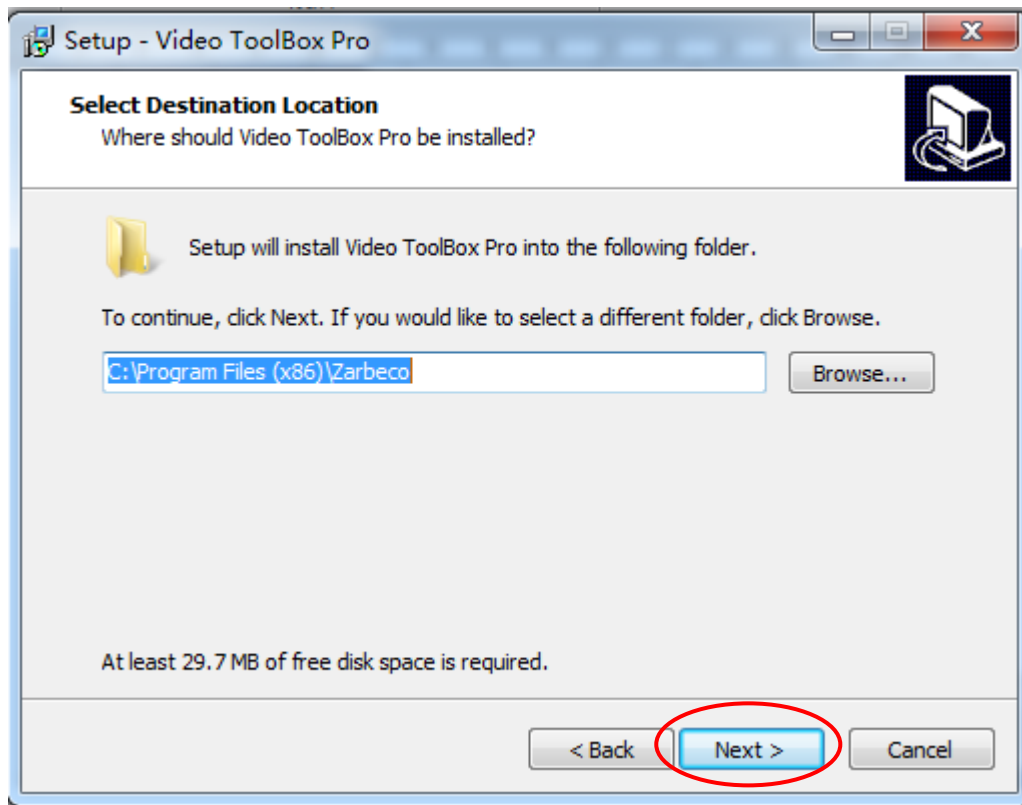 Setup - Video ToolBox Pro
Select Destination Location
Where should Video ToolBox Pro be installed?
Setup will install Video ToolBox Pro into the following folder.
To continue, click Next. If you would like to select a different folder, click Browse.
C:\Program Files (x86)\Zarbeco
Browse...
At least 29.7 MB of free disk space is required.
< Back
Next >
Cancel